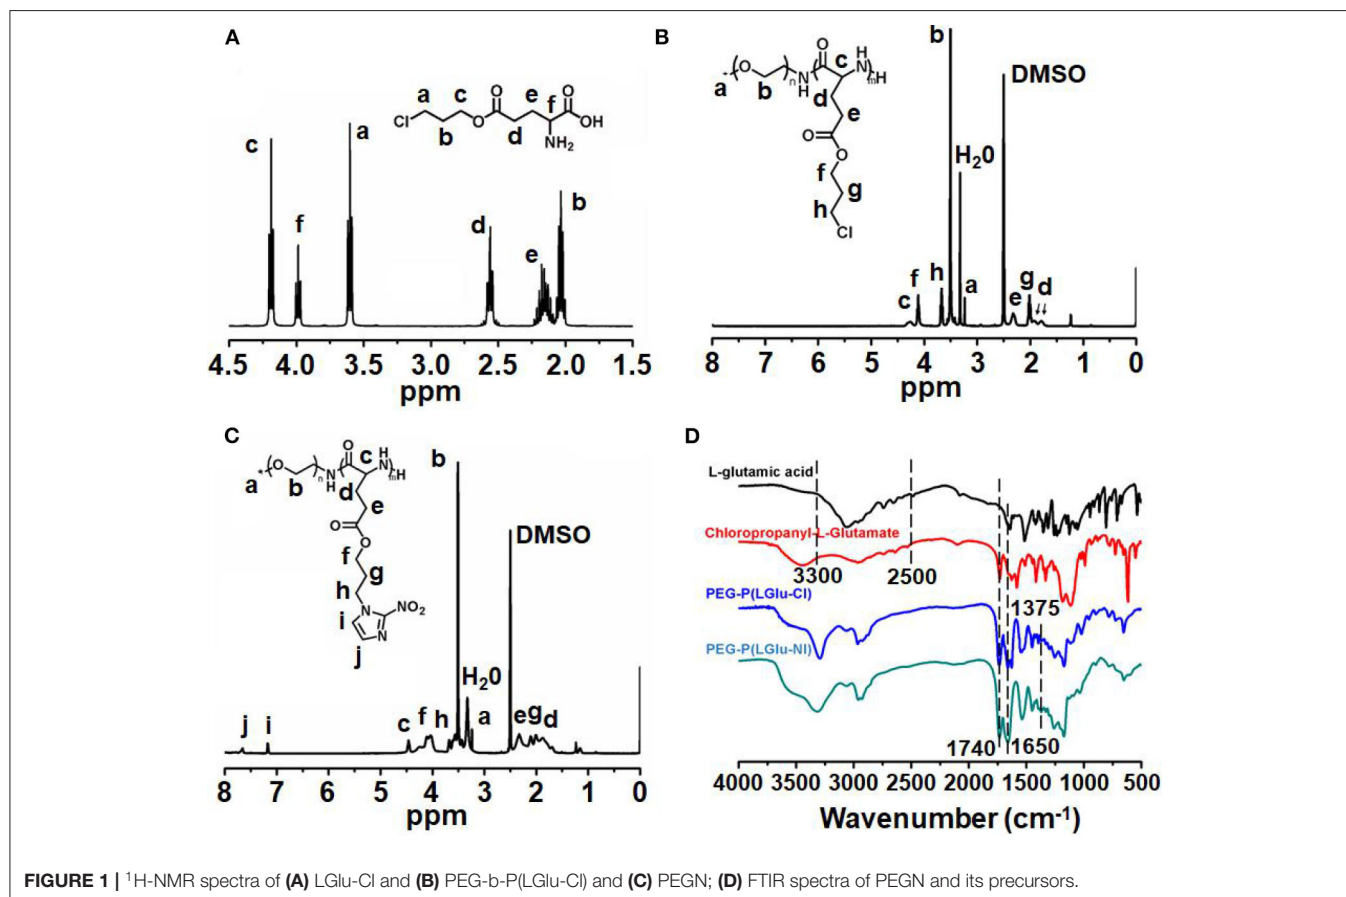 A
a
c
e
f
O
O
Cl
O
OH
b
d
NH₂
c
a
f
d
e
b
4.5 4.0 3.5 3.0 2.5 2.0 1.5
ppm
B
b
O
H
c
N
*
O
n
N
H
m
H
a
b
d
e
O
O
f
g
h
Cl
DMSO
H₂0
f
h
a
c
e
g
d
8 7 6 5 4 3 2 1 0
ppm
C
O
H
c
N
*
O
n
N
H
m
H
a
b
d
e
O
O
f
g
h
N
NO₂
i
N
j
b
DMSO
H₂0
j
i
c
f
h
a
e
g
d
8 7 6 5 4 3 2 1 0
ppm
D
L-glutamic acid
Chloropropanyl-L-Glutamate
3300 2500
PEG-P(LGlu-Cl)
1375
PEG-P(LGlu-NI)
1740 1650
4000 3500 3000 2500 2000 1500 1000 500
Wavenumber (cm⁻¹)
FIGURE 1 | ¹H-NMR spectra of (A) LGlu-Cl and (B) PEG-b-P(LGlu-Cl) and (C) PEGN; (D) FTIR spectra of PEGN and its precursors.